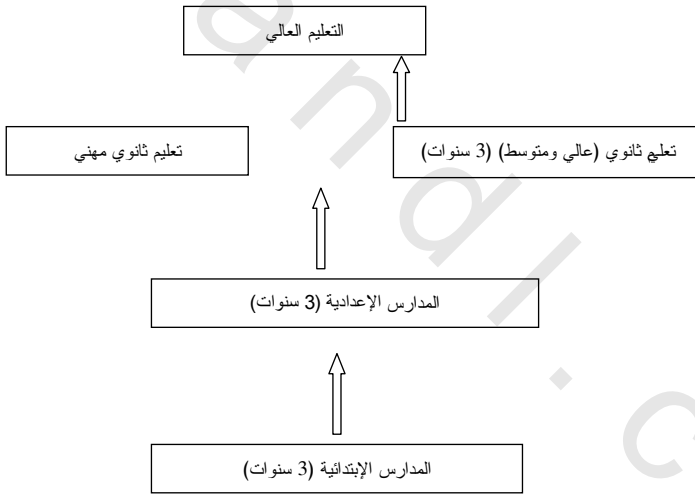 التعليم العالي
تعليم ثانوي (عالي ومتوسط) (3 سنوات)
تعليم ثانوي مهني
المدارس الإعدادية (3 سنوات)
المدارس الإبتدائية (3 سنوات)